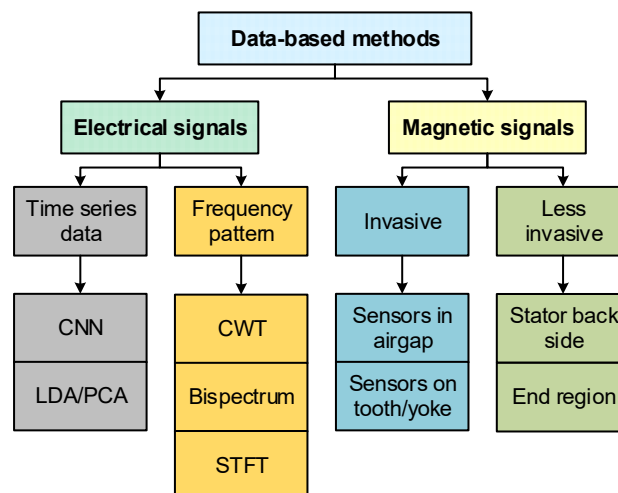 Data-based methods
Electrical signals
Magnetic signals
Time series
data
Frequency
pattern
Invasive
Less
invasive
CNN
LDA/PCA
CWT
Bispectrum
STFT
Sensors in
airgap
Sensors on
tooth/yoke
Stator back
side
End region